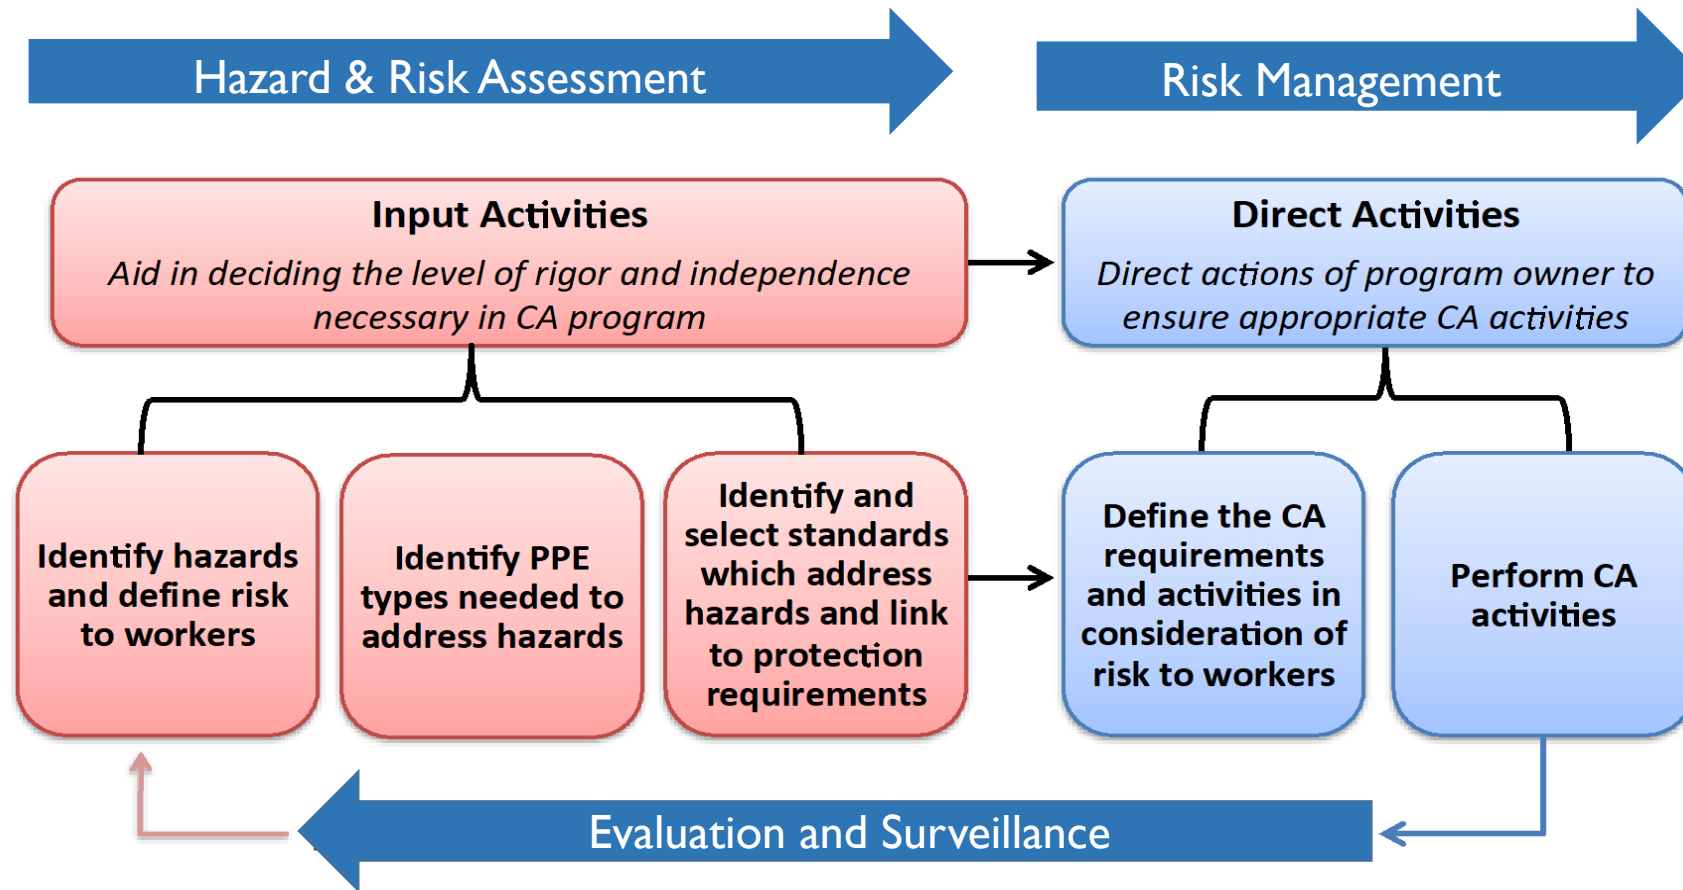 Hazard & Risk Assessment
Risk Management
Input Activities
Aid in deciding the level of rigor and independence
necessary in CA program
Direct Activities
Direct actions of program owner to
ensure appropriate CA activities
Identify hazards
and define risk
to workers
Identify PPE
types needed to
address hazards
Identify and
select standards
which address
hazards and link
to protection
requirements
Define the CA
requirements
and activities in
consideration of
risk to workers
Perform CA
activities
Evaluation and Surveillance